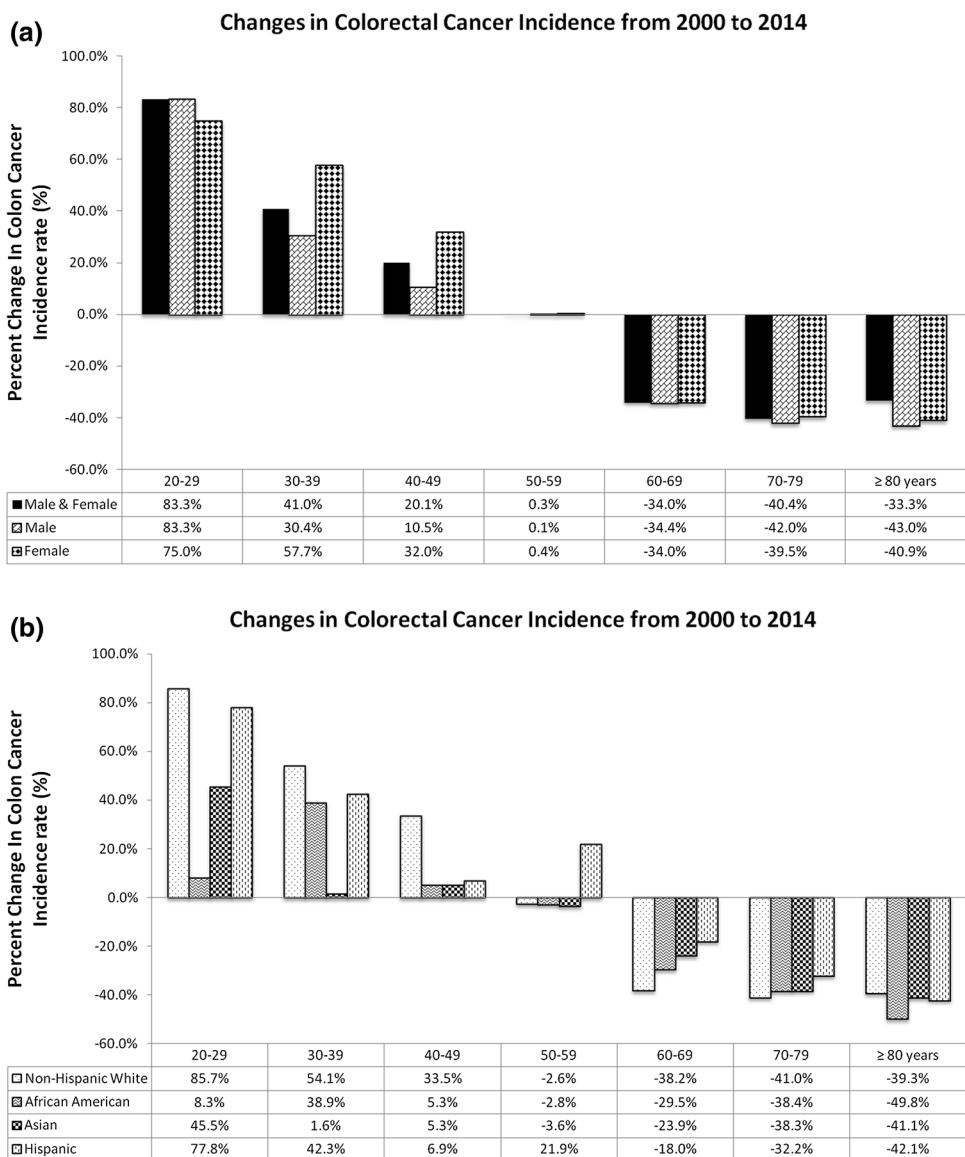 (a)
Changes in Colorectal Cancer Incidence from 2000 to 2014
Percent Change In Colon Cancer
Incidence rate (%)
100.0%
80.0%
60.0%
40.0%
20.0%
0.0%
-20.0%
-40.0%
-60.0%
20-29 30-39 40-49 50-59 60-69 70-79 ≥ 80 years
Male & Female 83.3% 41.0% 20.1% 0.3% -34.0% -40.4% -33.3%
Male 83.3% 30.4% 10.5% 0.1% -34.4% -42.0% -43.0%
Female 75.0% 57.7% 32.0% 0.4% -34.0% -39.5% -40.9%
(b)
Changes in Colorectal Cancer Incidence from 2000 to 2014
Percent Change In Colon Cancer
Incidence rate (%)
100.0%
80.0%
60.0%
40.0%
20.0%
0.0%
-20.0%
-40.0%
-60.0%
20-29 30-39 40-49 50-59 60-69 70-79 ≥ 80 years
Non-Hispanic White 85.7% 54.1% 33.5% -2.6% -38.2% -41.0% -39.3%
African American 8.3% 38.9% 5.3% -2.8% -29.5% -38.4% -49.8%
Asian 45.5% 1.6% 5.3% -3.6% -23.9% -38.3% -41.1%
Hispanic 77.8% 42.3% 6.9% 21.9% -18.0% -32.2% -42.1%